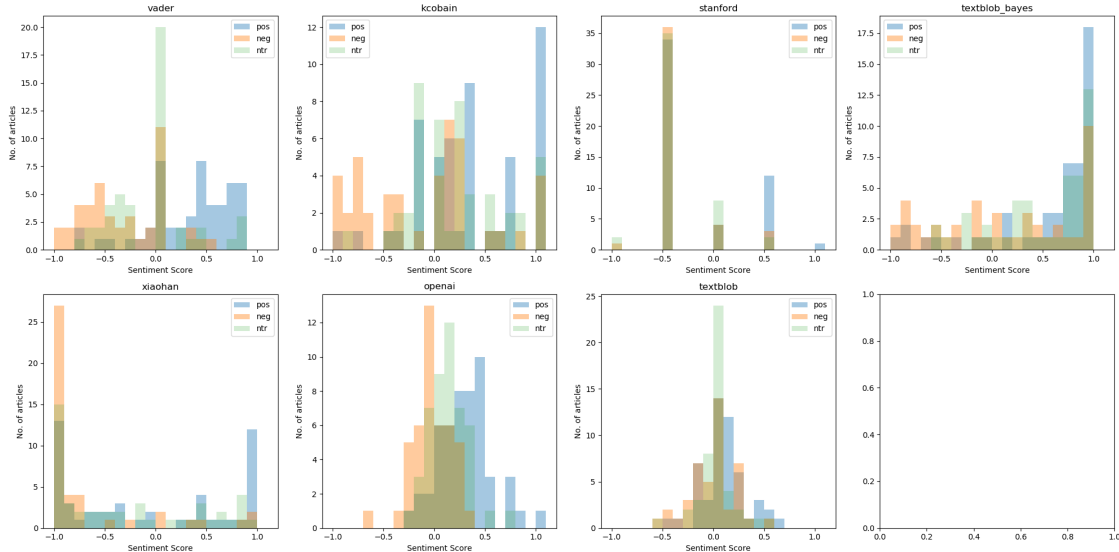 vader
No. of articles
20.0
17.5
15.0
12.5
10.0
7.5
5.0
2.5
0.0
pos
neg
ntr
−1.0 −0.5 0.0 0.5 1.0
Sentiment Score
kcobain
No. of articles
12
10
8
6
4
2
0
pos
neg
ntr
−1.0 −0.5 0.0 0.5 1.0
Sentiment Score
stanford
No. of articles
35
30
25
20
15
10
5
0
pos
neg
ntr
−1.0 −0.5 0.0 0.5 1.0
Sentiment Score
textblob_bayes
No. of articles
17.5
15.0
12.5
10.0
7.5
5.0
2.5
0.0
pos
neg
ntr
−1.0 −0.5 0.0 0.5 1.0
Sentiment Score
xiaohan
No. of articles
25
20
15
10
5
0
pos
neg
ntr
−1.0 −0.5 0.0 0.5 1.0
Sentiment Score
openai
No. of articles
12
10
8
6
4
2
0
pos
neg
ntr
−1.0 −0.5 0.0 0.5 1.0
Sentiment Score
textblob
No. of articles
25
20
15
10
5
0
pos
neg
ntr
−1.0 −0.5 0.0 0.5 1.0
Sentiment Score
1.0
0.8
0.6
0.4
0.2
0.0
0.0 0.2 0.4 0.6 0.8 1.0